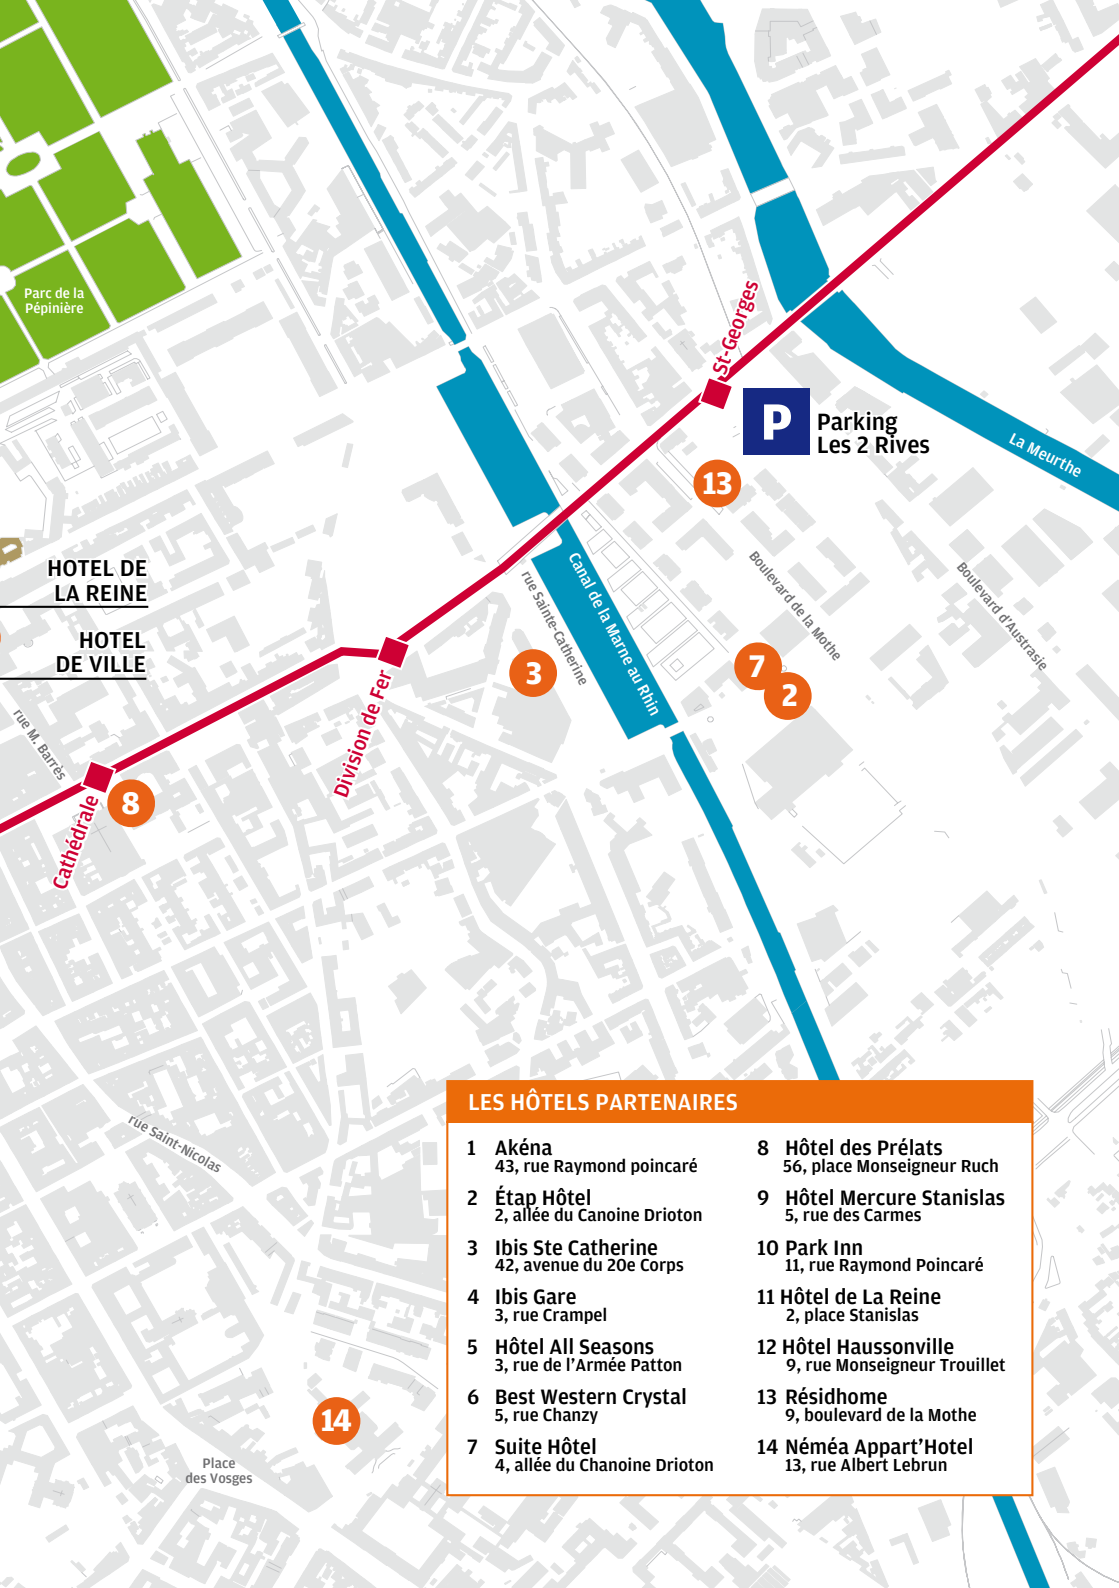 Parc de la
Pépinière
St-Georges
P
Parking
Les 2 Rives
La Meurthe
13
HOTEL DE
LA REINE
HOTEL
DE VILLE
Canal de la Marne au Rhin
rue Sainte-Catherine
Boulevard de la Mothe
Boulevard d'Austrasie
3
7
2
Division de Fer
rue M. Barrès
8
Cathédrale
rue Saint-Nicolas
14
Place
des Vosges
LES HÔTELS PARTENAIRES
1 Akéna
43, rue Raymond poincaré
2 Étap Hôtel
2, allée du Canoine Drioton
3 Ibis Ste Catherine
42, avenue du 20e Corps
4 Ibis Gare
3, rue Crampel
5 Hôtel All Seasons
3, rue de l'Armée Patton
6 Best Western Crystal
5, rue Chanzy
7 Suite Hôtel
4, allée du Chanoine Drioton
8 Hôtel des Prélats
56, place Monseigneur Ruch
9 Hôtel Mercure Stanislas
5, rue des Carmes
10 Park Inn
11, rue Raymond Poincaré
11 Hôtel de La Reine
2, place Stanislas
12 Hôtel Haussonville
9, rue Monseigneur Trouillet
13 Résidhome
9, boulevard de la Mothe
14 Néméa Appart'Hotel
13, rue Albert Lebrun